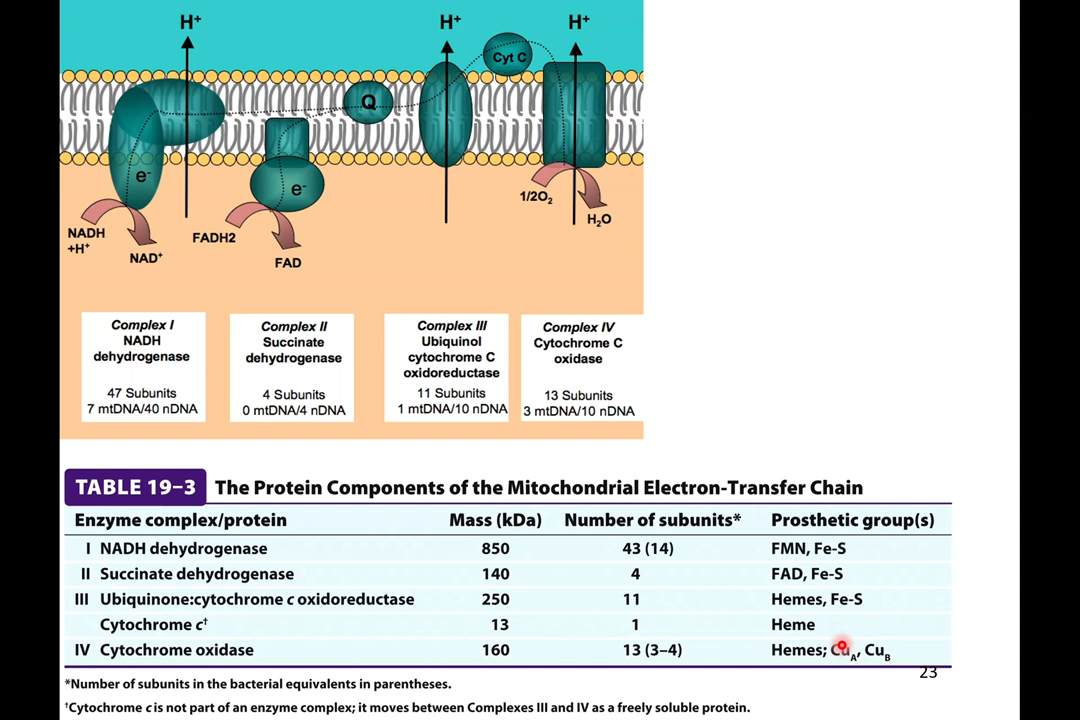 H⁺ H⁺ H⁺
Cyt C
Q
e⁻ e⁻
NADH
+H⁺
NAD⁺
FADH2
FAD
1/2O₂
H₂O
Complex I
NADH
dehydrogenase
47 Subunits
7 mtDNA/40 nDNA
Complex II
Succinate
dehydrogenase
4 Subunits
0 mtDNA/4 nDNA
Complex III
Ubiquinol
cytochrome C
oxidoreductase
11 Subunits
1 mtDNA/10 nDNA
Complex IV
Cytochrome C
oxidase
13 Subunits
3 mtDNA/10 nDNA
TABLE 19–3 The Protein Components of the Mitochondrial Electron-Transfer Chain
Enzyme complex/protein Mass (kDa) Number of subunits* Prosthetic group(s)
I NADH dehydrogenase 850 43 (14) FMN, Fe-S
II Succinate dehydrogenase 140 4 FAD, Fe-S
III Ubiquinone:cytochrome c oxidoreductase 250 11 Hemes, Fe-S
Cytochrome c† 13 1 Heme
IV Cytochrome oxidase 160 13 (3–4) Hemes; Cu_A, Cu_B
23
*Number of subunits in the bacterial equivalents in parentheses.
†Cytochrome c is not part of an enzyme complex; it moves between Complexes III and IV as a freely soluble protein.